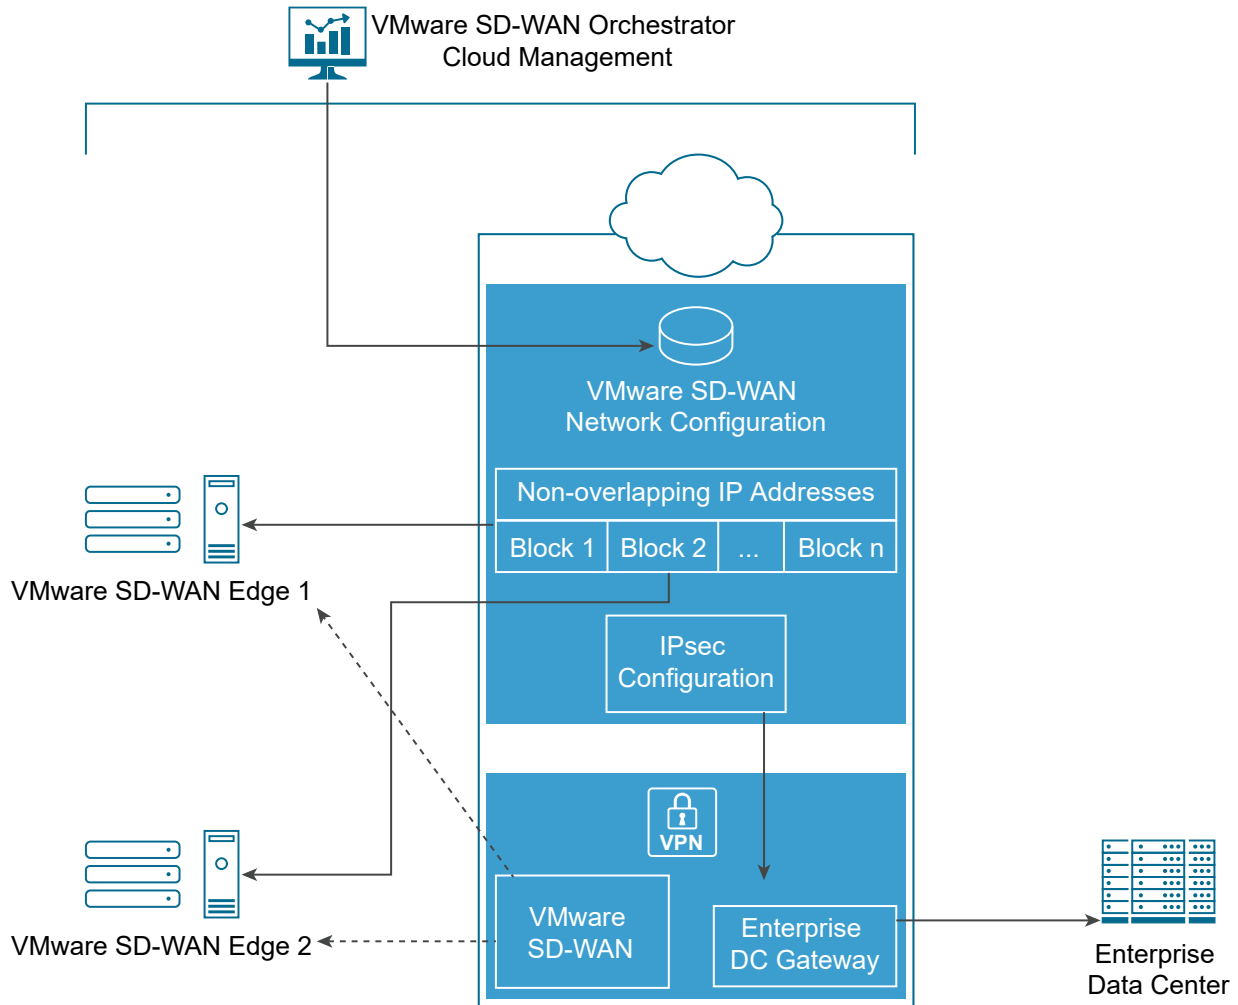 VMware SD-WAN Orchestrator
Cloud Management
VMware SD-WAN
Network Configuration
Non-overlapping IP Addresses
Block 1
Block 2
...
Block n
VMware SD-WAN Edge 1
IPsec
Configuration
VPN
VMware
SD-WAN
Enterprise
DC Gateway
VMware SD-WAN Edge 2
Enterprise
Data Center